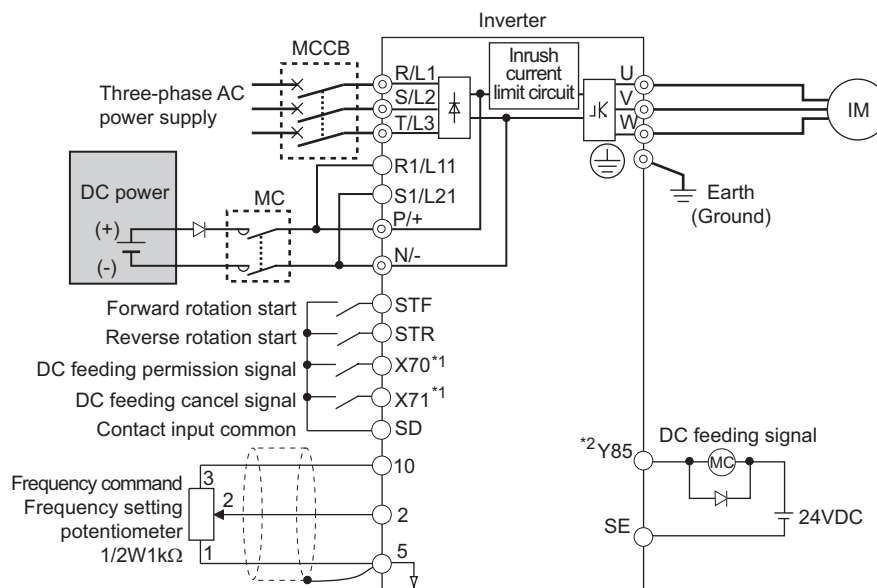 Inverter
MCCB
Three-phase AC
power supply
R/L1
S/L2
T/L3
Inrush
current
limit circuit
U
V
W
IM
R1/L11
S1/L21
P/+
N/-
Earth
(Ground)
DC power
(+)
(-)
MC
Forward rotation start
STF
Reverse rotation start
STR
DC feeding permission signal
X70*1
DC feeding cancel signal
X71*1
Contact input common
SD
*2Y85
DC feeding signal
MC
SE
24VDC
Frequency command
Frequency setting
potentiometer
1/2W1kΩ
3
2
1
10
2
5